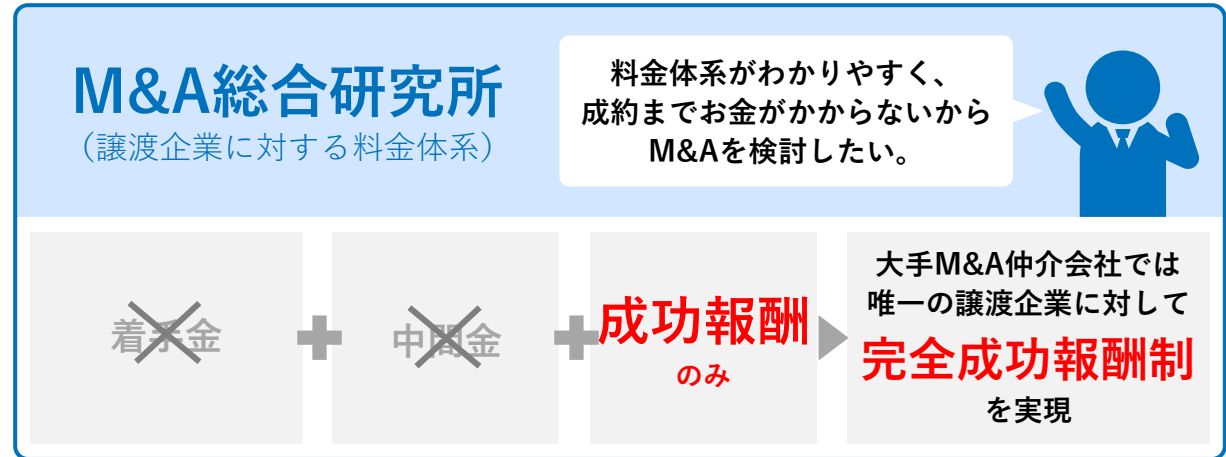 M&A総合研究所
（譲渡企業に対する料金体系）
料金体系がわかりやすく、
成約までお金がかからないから
M&Aを検討したい。
着手金
中間金
成功報酬
のみ
大手M&A仲介会社では
唯一の譲渡企業に対して
完全成功報酬制
を実現